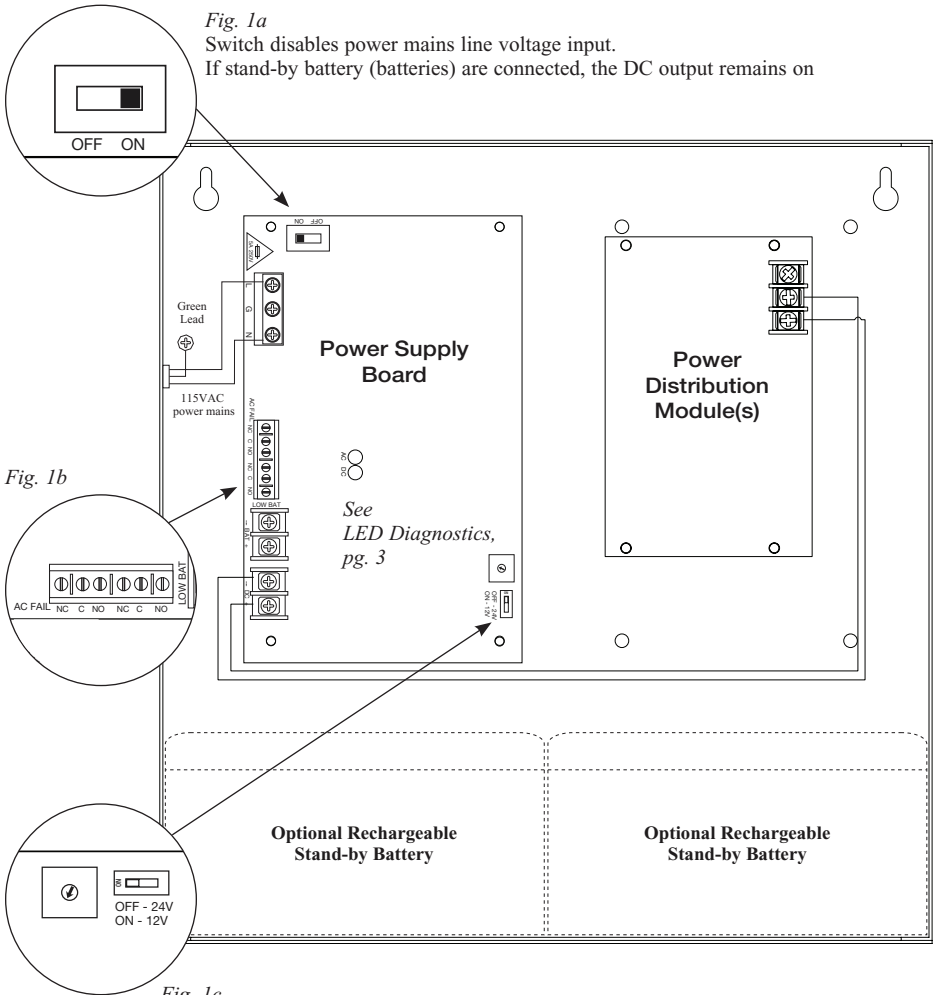 Fig. 1a
Switch disables power mains line voltage input.
If stand-by battery (batteries) are connected, the DC output remains on
OFF ON
ON OFF
5A 250V
L
G
N
Green
Lead
115VAC
power mains
Power Supply
Board
Power
Distribution
Module(s)
AC FAIL
NC
C
NO
NC
C
NO
LOW BAT
– BAT +
– DC +
AC
DC
See
LED Diagnostics,
pg. 3
ON
OFF - 24V
ON - 12V
Fig. 1b
AC FAIL NC C NO NC C NO LOW BAT
Optional Rechargeable
Stand-by Battery
Optional Rechargeable
Stand-by Battery
ON
OFF - 24V
ON - 12V
Fig. 1c